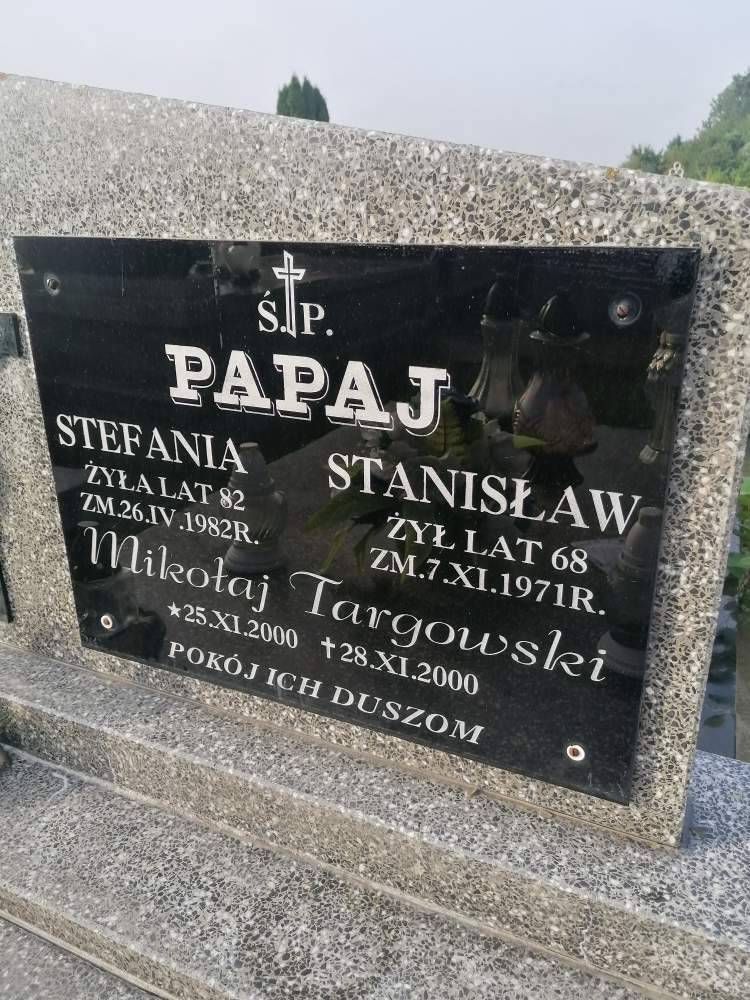 Ś. P.
PAPAJ
STEFANIA
ŻYŁA LAT 82
ZM.26.IV.1982R.
STANISŁAW
ŻYŁ LAT 68
ZM.7.XI.1971R.
Mikołaj Targowski
★25.XI.2000 ✝28.XI.2000
POKÓJ ICH DUSZOM